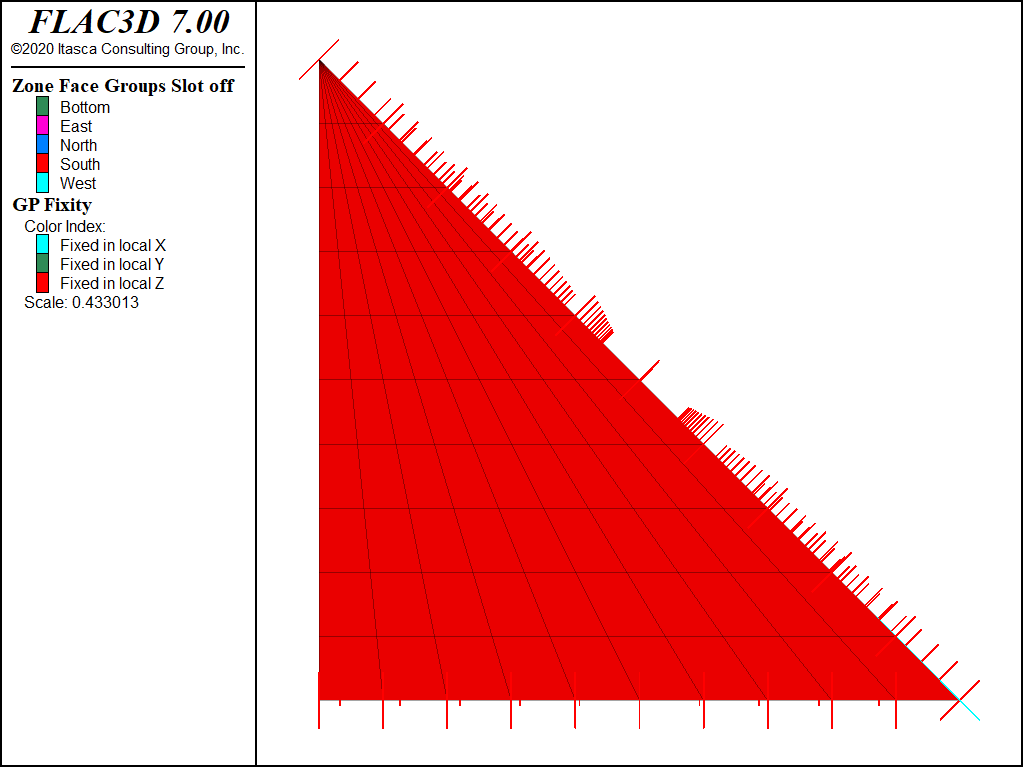 FLAC3D 7.00
©2020 Itasca Consulting Group, Inc.
Zone Face Groups Slot off
Bottom
East
North
South
West
GP Fixity
Color Index:
Fixed in local X
Fixed in local Y
Fixed in local Z
Scale: 0.433013